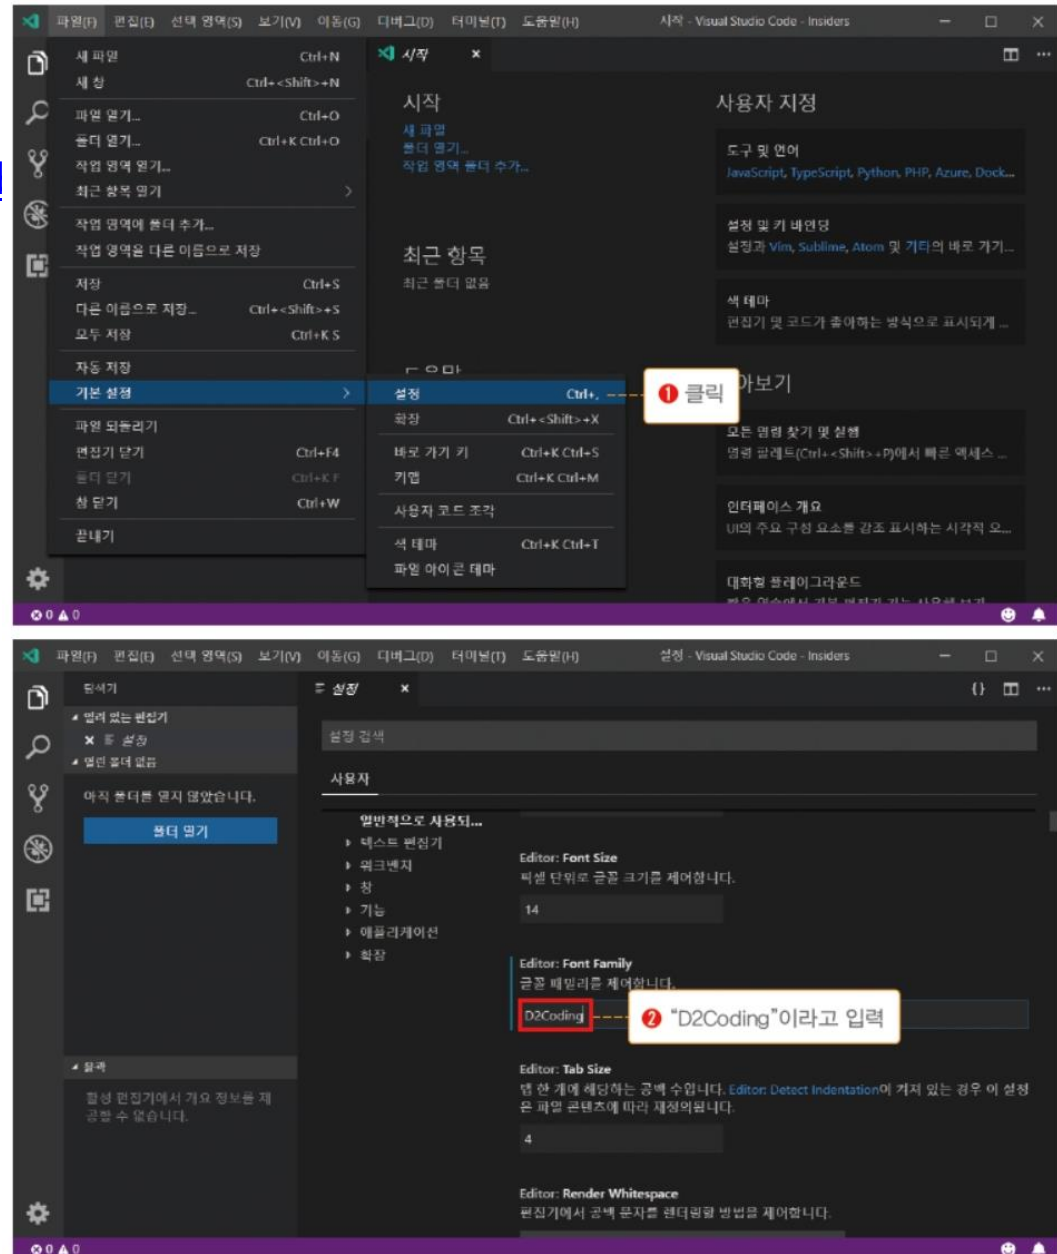 파일(F) 편집(E) 선택 영역(S) 보기(V) 이동(G) 디버그(D) 터미널(T) 도움말(H) 시작 - Visual Studio Code - Insiders
새 파일 Ctrl+N
새 창 Ctrl+<Shift>+N
파일 열기... Ctrl+O
폴더 열기... Ctrl+K Ctrl+O
작업 영역 열기...
최근 항목 열기
작업 영역에 폴더 추가...
작업 영역을 다른 이름으로 저장
저장 Ctrl+S
다른 이름으로 저장... Ctrl+<Shift>+S
모두 저장 Ctrl+K S
자동 저장
기본 설정
파일 되돌리기
편집기 닫기 Ctrl+F4
폴더 닫기 Ctrl+K F
창 닫기 Ctrl+W
끝내기
설정 Ctrl+,
확장 Ctrl+<Shift>+X
바로 가기 키 Ctrl+K Ctrl+S
키맵 Ctrl+K Ctrl+M
사용자 코드 조각
색 테마 Ctrl+K Ctrl+T
파일 아이콘 테마
❶ 클릭
시작
시작
새 파일
폴더 열기...
작업 영역 폴더 추가...
최근 항목
최근 폴더 없음
사용자 지정
도구 및 언어
JavaScript, TypeScript, Python, PHP, Azure, Dock...
설정 및 키 바인딩
설정과 Vim, Sublime, Atom 및 기타의 바로 가기...
색 테마
편집기 및 코드가 좋아하는 방식으로 표시되게 ...
아보기
모든 명령 찾기 및 실행
명령 팔레트(Ctrl+<Shift>+P)에서 빠른 액세스 ...
인터페이스 개요
UI의 주요 구성 요소를 강조 표시하는 시각적 오...
대화형 플레이그라운드
0 0
파일(F) 편집(E) 선택 영역(S) 보기(V) 이동(G) 디버그(D) 터미널(T) 도움말(H) 설정 - Visual Studio Code - Insiders
탐색기
열려 있는 편집기
설정
열린 폴더 없음
아직 폴더를 열지 않았습니다.
폴더 열기
활성 편집기에서 개요 정보를 제
공할 수 없습니다.
설정
설정 검색
사용자
일반적으로 사용되...
텍스트 편집기
워크벤치
창
기능
애플리케이션
확장
Editor: Font Size
픽셀 단위로 글꼴 크기를 제어합니다.
14
Editor: Font Family
글꼴 패밀리를 제어합니다.
D2Coding
❷ “D2Coding”이라고 입력
Editor: Tab Size
탭 한 개에 해당하는 공백 수입니다. Editor: Detect Indentation이 켜져 있는 경우 이 설정
은 파일 콘텐츠에 따라 재정의됩니다.
4
Editor: Render Whitespace
편집기에서 공백 문자를 렌더링할 방법을 제어합니다.
0 0